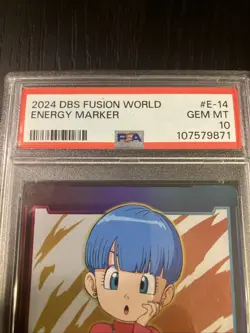 2024 DBS FUSION WORLD #E-14
ENERGY MARKER GEM MT
10
PSA 107579871